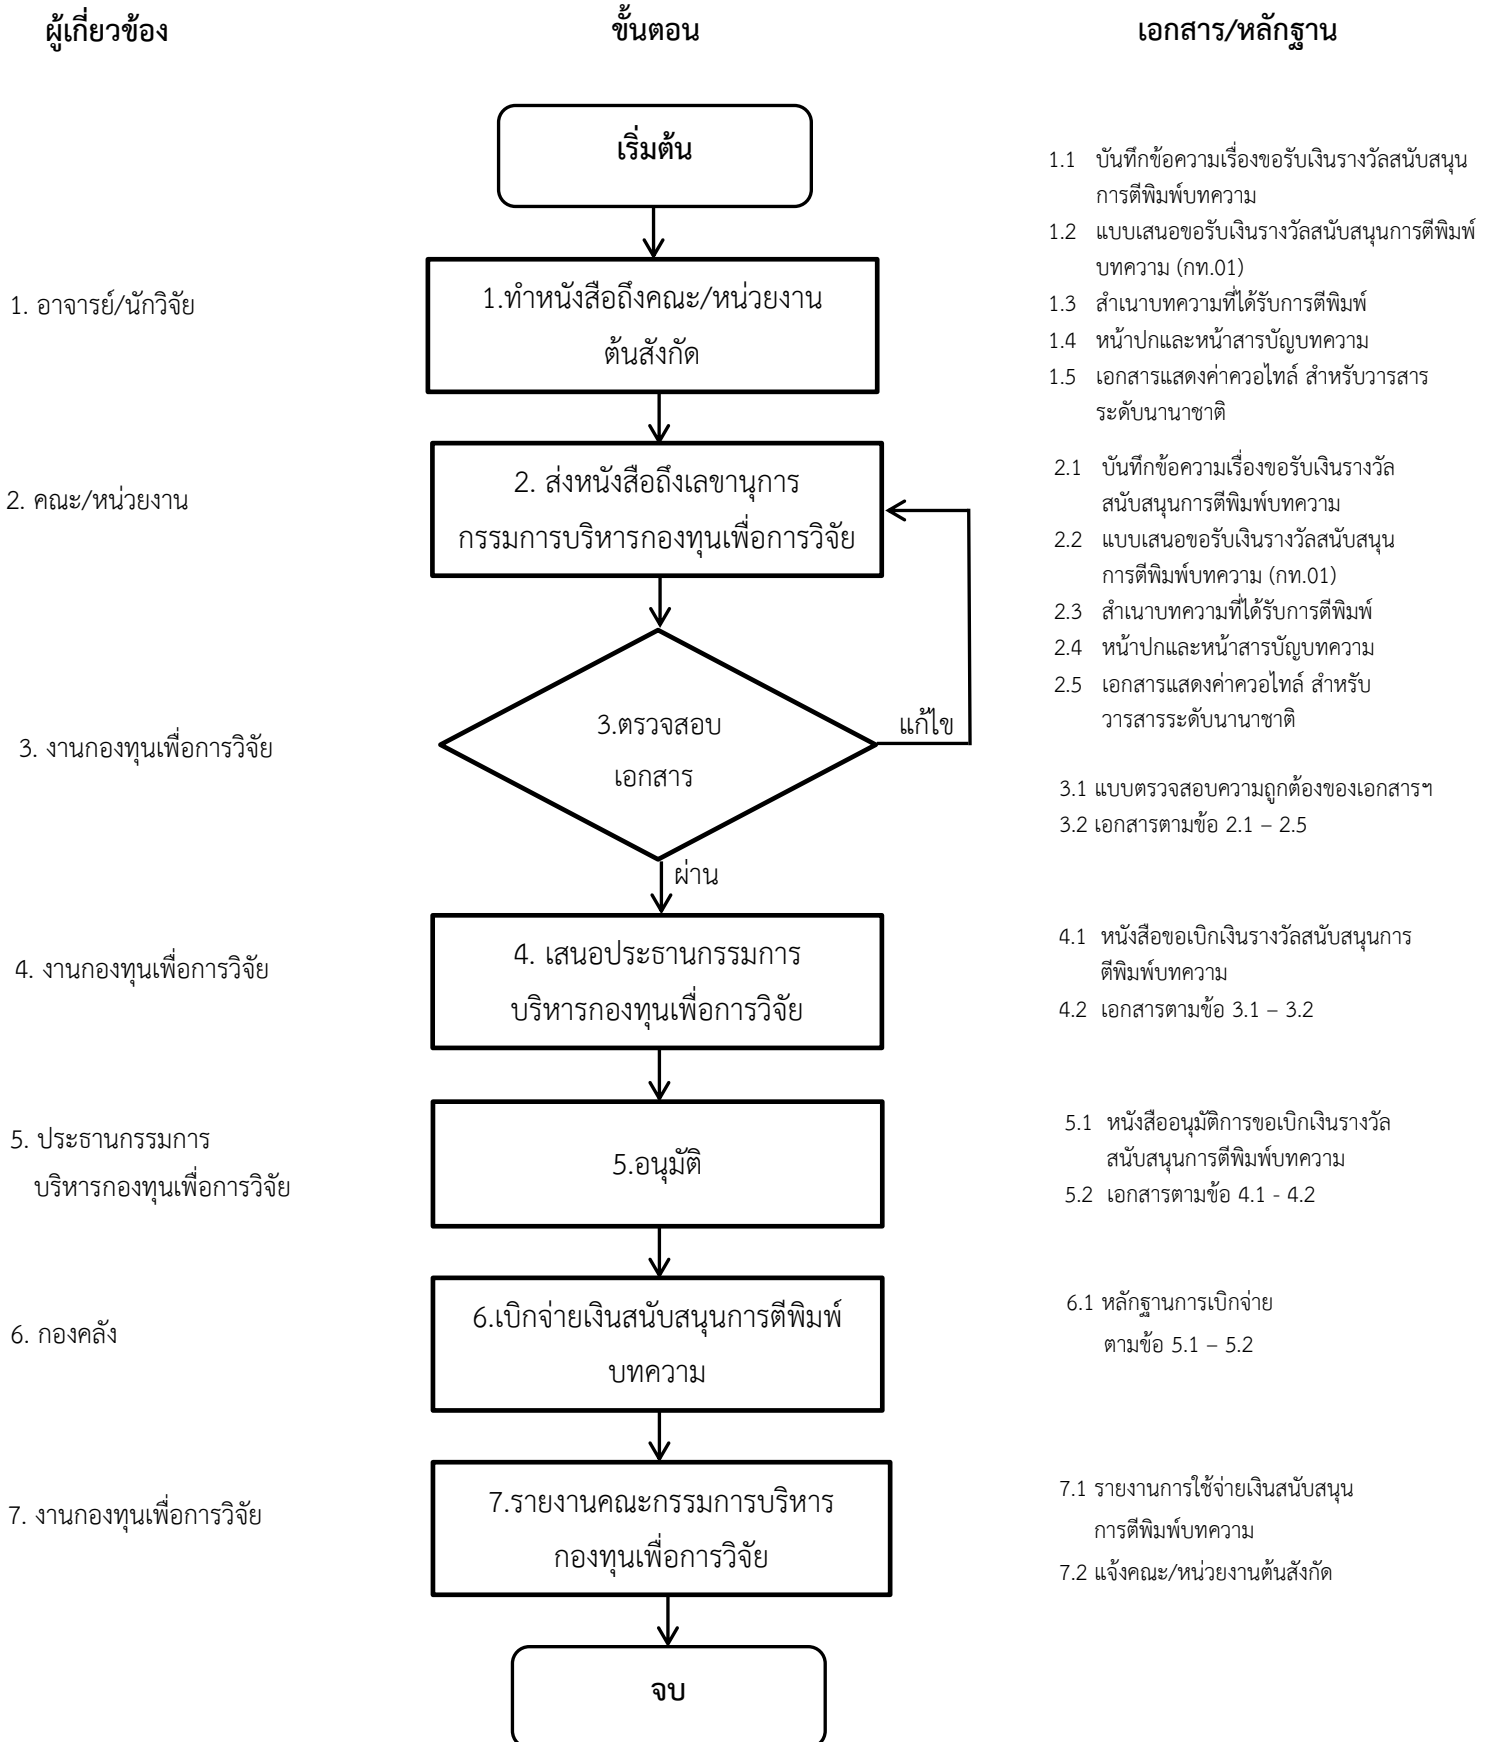 ผู้เกี่ยวข้อง
ขั้นตอน
เอกสาร/หลักฐาน
เริ่มต้น
1. อาจารย์/นักวิจัย
1.ทำหนังสือถึงคณะ/หน่วยงาน
ต้นสังกัด
1.1 บันทึกข้อความเรื่องขอรับเงินรางวัลสนับสนุน
การตีพิมพ์บทความ
1.2 แบบเสนอขอรับเงินรางวัลสนับสนุนการตีพิมพ์
บทความ (กท.01)
1.3 สำเนาบทความที่ได้รับการตีพิมพ์
1.4 หน้าปกและหน้าสารบัญบทความ
1.5 เอกสารแสดงค่าควอไทล์ สำหรับวารสาร
ระดับนานาชาติ
2. คณะ/หน่วยงาน
2. ส่งหนังสือถึงเลขานุการ
กรรมการบริหารกองทุนเพื่อการวิจัย
2.1 บันทึกข้อความเรื่องขอรับเงินรางวัล
สนับสนุนการตีพิมพ์บทความ
2.2 แบบเสนอขอรับเงินรางวัลสนับสนุน
การตีพิมพ์บทความ (กท.01)
2.3 สำเนาบทความที่ได้รับการตีพิมพ์
2.4 หน้าปกและหน้าสารบัญบทความ
2.5 เอกสารแสดงค่าควอไทล์ สำหรับ
วารสารระดับนานาชาติ
3. งานกองทุนเพื่อการวิจัย
3.ตรวจสอบ
เอกสาร
แก้ไข
ผ่าน
3.1 แบบตรวจสอบความถูกต้องของเอกสารฯ
3.2 เอกสารตามข้อ 2.1 – 2.5
4. งานกองทุนเพื่อการวิจัย
4. เสนอประธานกรรมการ
บริหารกองทุนเพื่อการวิจัย
4.1 หนังสือขอเบิกเงินรางวัลสนับสนุนการ
ตีพิมพ์บทความ
4.2 เอกสารตามข้อ 3.1 – 3.2
5. ประธานกรรมการ
บริหารกองทุนเพื่อการวิจัย
5.อนุมัติ
5.1 หนังสืออนุมัติการขอเบิกเงินรางวัล
สนับสนุนการตีพิมพ์บทความ
5.2 เอกสารตามข้อ 4.1 - 4.2
6. กองคลัง
6.เบิกจ่ายเงินสนับสนุนการตีพิมพ์
บทความ
6.1 หลักฐานการเบิกจ่าย
ตามข้อ 5.1 – 5.2
7. งานกองทุนเพื่อการวิจัย
7.รายงานคณะกรรมการบริหาร
กองทุนเพื่อการวิจัย
7.1 รายงานการใช้จ่ายเงินสนับสนุน
การตีพิมพ์บทความ
7.2 แจ้งคณะ/หน่วยงานต้นสังกัด
จบ